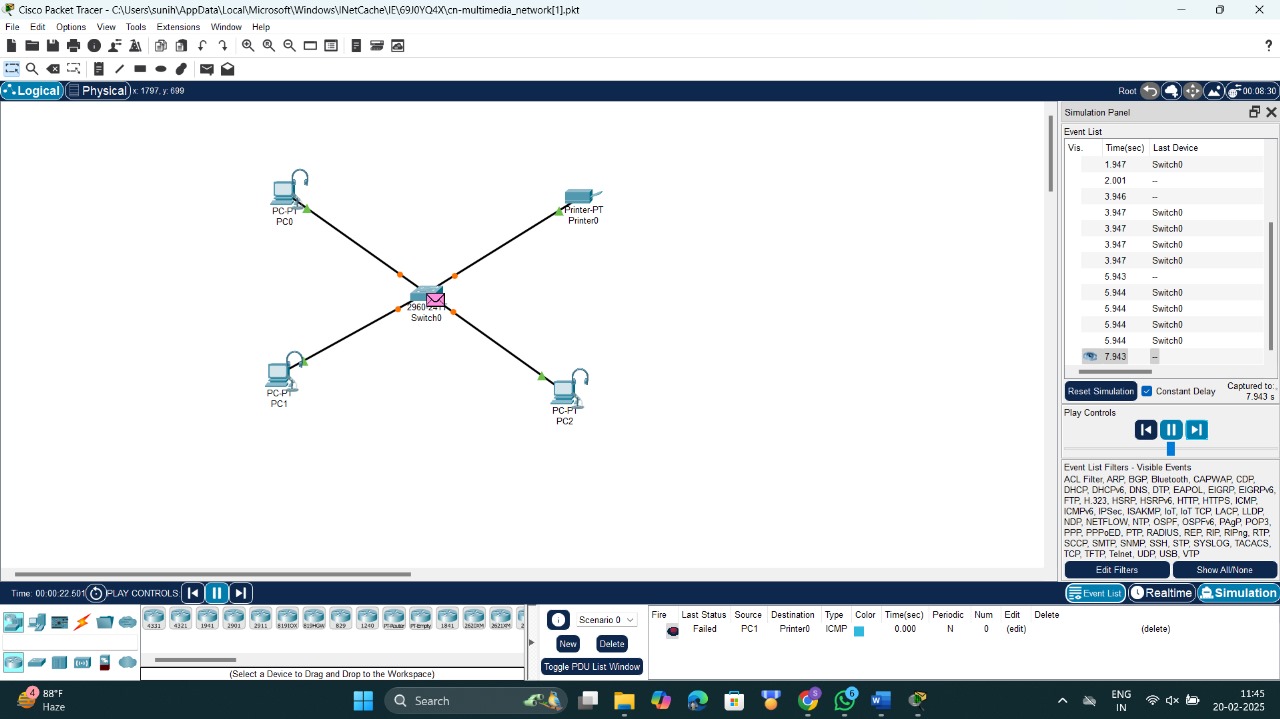 Cisco Packet Tracer - C:\Users\sunih\AppData\Local\Microsoft\Windows\INetCache\IE\69J0YQ4X\cn-multimedia_network[1].pkt
File Edit Options View Tools Extensions Window Help
Logical Physical x: 1797, y: 699
Root 00:08:30
PC-PT
PC0
Printer-PT
Printer0
Switch0
PC-PT
PC1
PC-PT
PC2
Simulation Panel
Event List
Vis. Time(sec) Last Device
1.947 Switch0
2.001 --
3.946 --
3.947 Switch0
3.947 Switch0
3.947 Switch0
3.947 Switch0
5.943 --
5.944 Switch0
5.944 Switch0
5.944 Switch0
5.944 Switch0
7.943 --
Reset Simulation Constant Delay Captured to:
7.943 s
Play Controls
Event List Filters - Visible Events
ACL Filter, ARP, BGP, Bluetooth, CAPWAP, CDP,
DHCP, DHCPv6, DNS, DTP, EAPOL, EIGRP, EIGRPv6,
FTP, H.323, HSRP, HSRPv6, HTTP, HTTPS, ICMP,
ICMPv6, IPSec, ISAKMP, IoT, IoT TCP, LACP, LLDP,
NDP, NETFLOW, NTP, OSPF, OSPFv6, PAgP, POP3,
PPP, PPPoED, PTP, RADIUS, REP, RIP, RIPng, RTP,
SCCP, SMTP, SNMP, SSH, STP, SYSLOG, TACACS,
TCP, TFTP, Telnet, UDP, USB, VTP
Edit Filters Show All/None
Time: 00:00:22.501 PLAY CONTROLS:
Event List Realtime Simulation
4331 4321 1941 2901 2911 819IOX 819HGW 829 1240 PT-Router PT-Empty 1841 2620XM 2621XM
(Select a Device to Drag and Drop to the Workspace)
Scenario 0
New Delete
Toggle PDU List Window
Fire Last Status Source Destination Type Color Time(sec) Periodic Num Edit Delete
Failed PC1 Printer0 ICMP 0.000 N 0 (edit) (delete)
4
88°F
Haze
Search
3
6
ENG
IN
11:45
20-02-2025